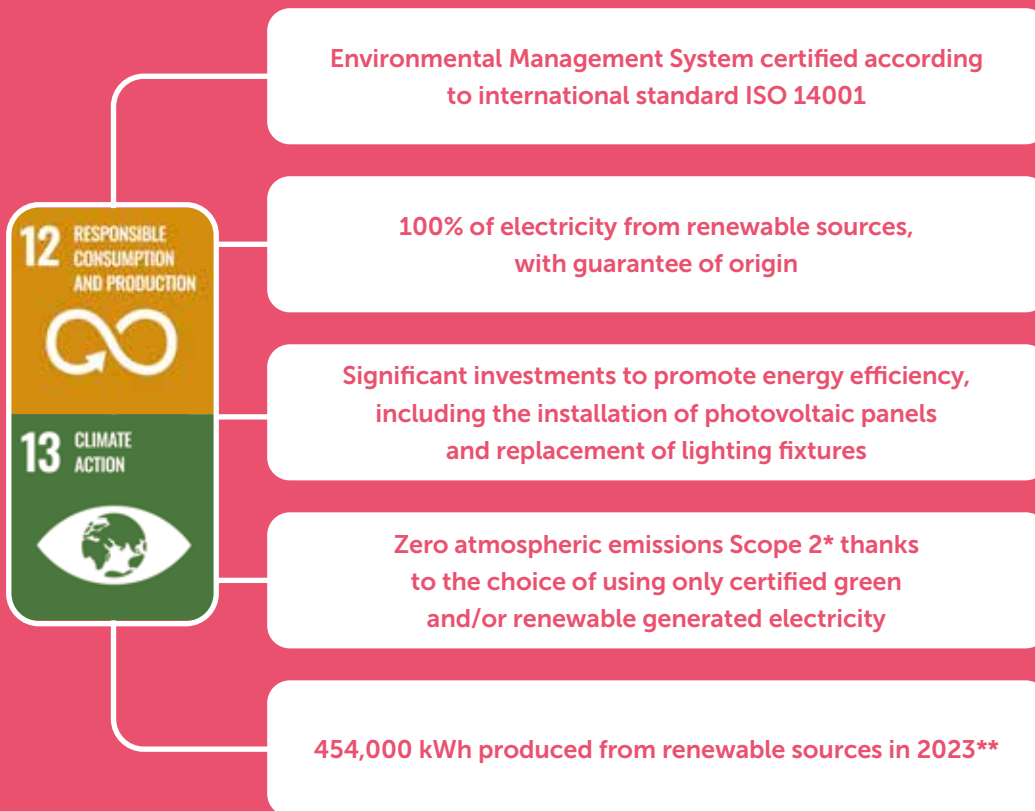 Environmental Management System certified according
to international standard ISO 14001
12 RESPONSIBLE
CONSUMPTION
AND PRODUCTION
100% of electricity from renewable sources,
with guarantee of origin
Significant investments to promote energy efficiency,
including the installation of photovoltaic panels
and replacement of lighting fixtures
13 CLIMATE
ACTION
Zero atmospheric emissions Scope 2* thanks
to the choice of using only certified green
and/or renewable generated electricity
454,000 kWh produced from renewable sources in 2023**